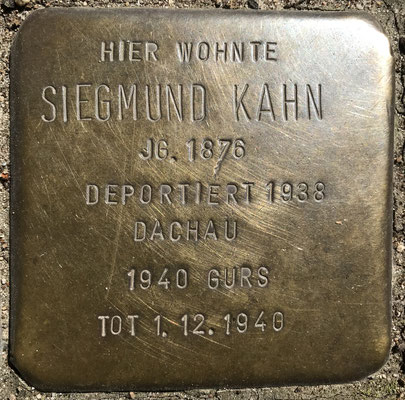 HIER WOHNTE
SIEGMUND KAHN
JG. 1876
DEPORTIERT 1938
DACHAU
1940 GURS
TOT 1. 12. 1940